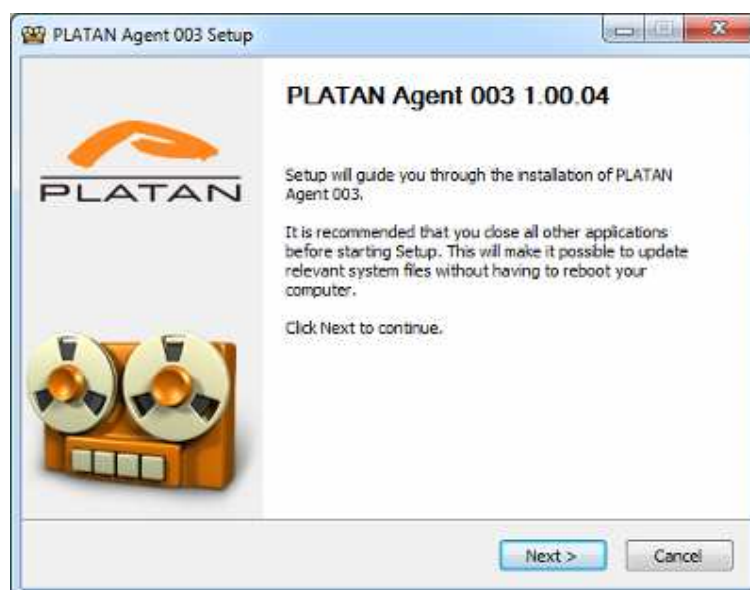 PLATAN Agent 003 Setup
PLATAN Agent 003 1.00.04
PLATAN
Setup will guide you through the installation of PLATAN
Agent 003.
It is recommended that you close all other applications
before starting Setup. This will make it possible to update
relevant system files without having to reboot your
computer.
Click Next to continue.
Next >
Cancel